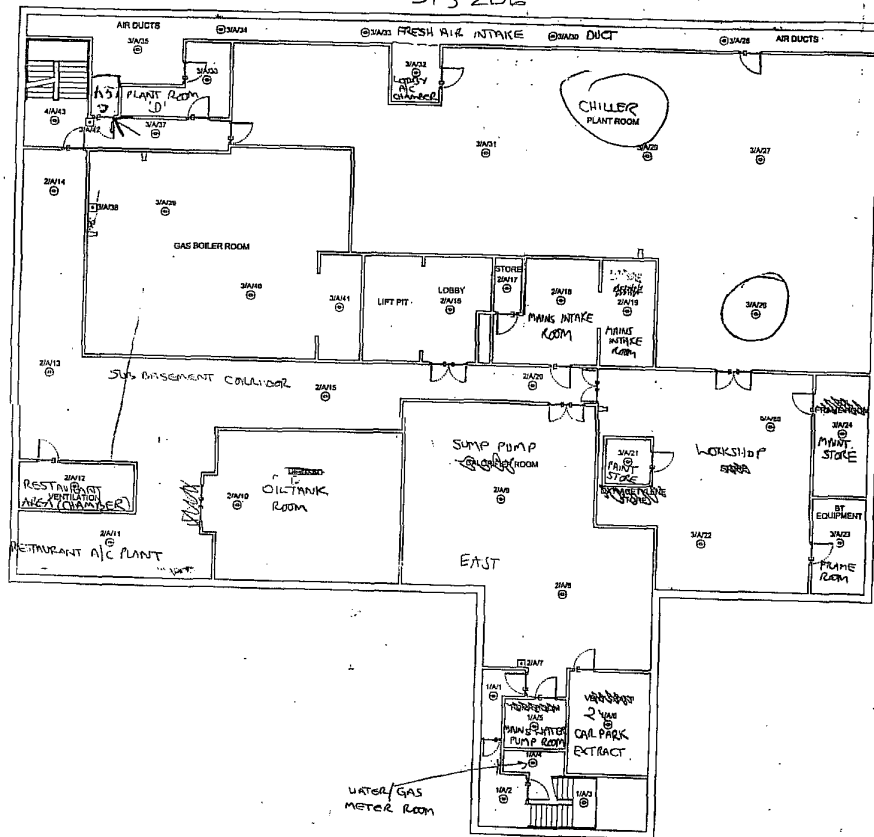 AIR DUCTS
3/A/35
3/A/34
3/A/33 FRESH AIR INTAKE
3/A/30 DUCT
3/A/28
AIR DUCTS
3/A/33
3/A/32
LOBBY
A/C
CHAMBER
PLANT ROOM
'D'
4/A/43
3/A/42
3/A/37
CHILLER
PLANT ROOM
3/A/31
3/A/29
3/A/27
2/A/14
3/A/38
3/A/39
GAS BOILER ROOM
3/A/40
3/A/41
LIFT PIT
LOBBY
2/A/16
STORE
2/A/17
2/A/18
MAINS INTAKE
ROOM
2/A/19
MAINS
INTAKE
ROOM
3/A/26
2/A/13
SUB BASEMENT CORRIDOR
2/A/15
2/A/20
2/A/12
RESTAURANT
VENTILATION
AREA (CHAMBER)
2/A/11
RESTAURANT A/C PLANT
2/A/10
OIL TANK
ROOM
SUMP PUMP
ROOM
2/A/9
EAST
2/A/8
3/A/21
PAINT
STORE
WORKSHOP
3/A/25
3/A/22
3/A/24
MAINT.
STORE
BT
EQUIPMENT
3/A/23
FRAME
ROOM
2/A/7
1/A/1
1/A/5
MAINS WATER
PUMP ROOM
1/A/4
CAR PARK
EXTRACT
1/A/2
1/A/3
WATER/GAS
METER ROOM